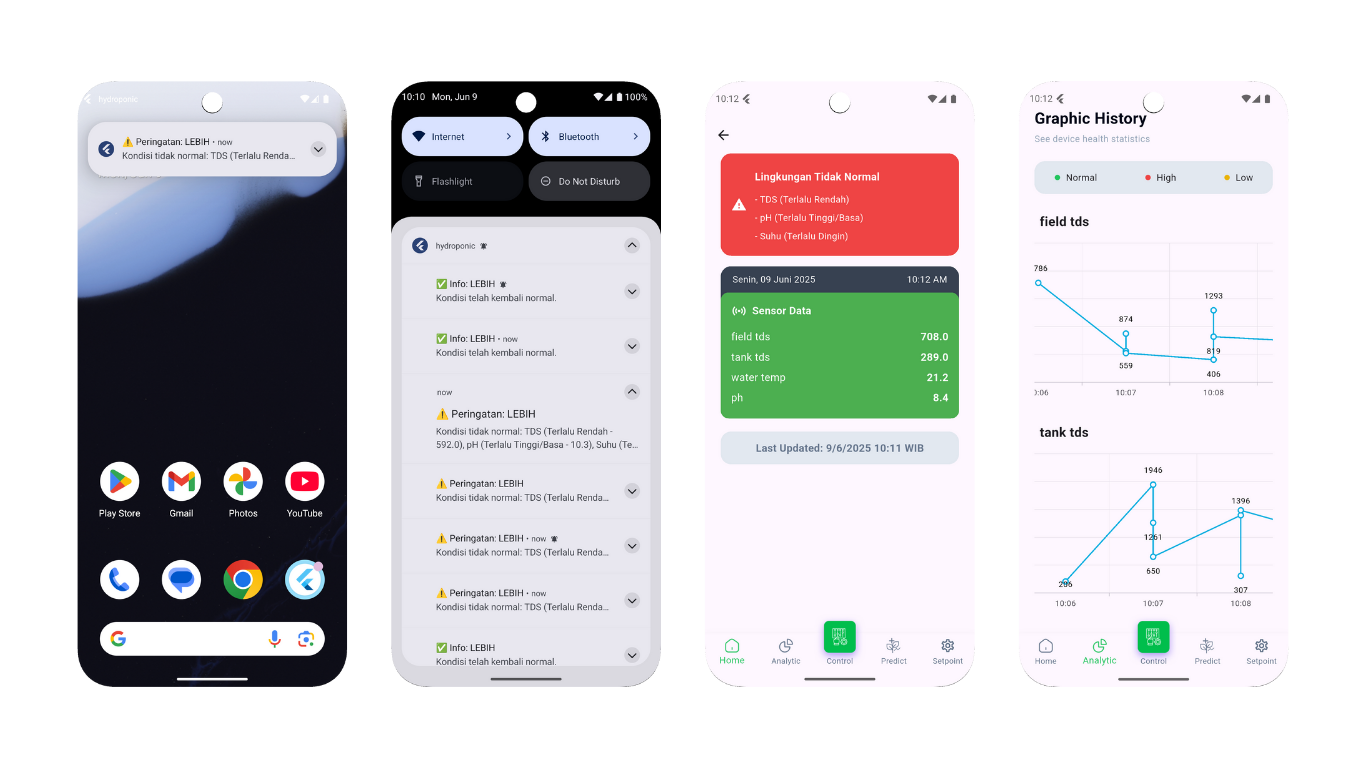 hydroponic
⚠️ Peringatan: LEBIH • now
Kondisi tidak normal: TDS (Terlalu Renda...
Play Store
Gmail
Photos
YouTube
10:10 Mon, Jun 9
100%
Internet
Bluetooth
Flashlight
Do Not Disturb
hydroponic
✅ Info: LEBIH
Kondisi telah kembali normal.
✅ Info: LEBIH • now
Kondisi telah kembali normal.
now
⚠️ Peringatan: LEBIH
Kondisi tidak normal: TDS (Terlalu Rendah -
592.0), pH (Terlalu Tinggi/Basa - 10.3), Suhu (Te...
⚠️ Peringatan: LEBIH
Kondisi tidak normal: TDS (Terlalu Renda...
⚠️ Peringatan: LEBIH •
Kondisi tidak normal: TDS (Terlalu Renda...
⚠️ Peringatan: LEBIH • now
Kondisi tidak normal: TDS (Terlalu Renda...
✅ Info: LEBIH
Kondisi telah kembali normal.
10:12
Lingkungan Tidak Normal
- TDS (Terlalu Rendah)
- pH (Terlalu Tinggi/Basa)
- Suhu (Terlalu Dingin)
Senin, 09 Juni 2025 10:12 AM
Sensor Data
field tds 708.0
tank tds 289.0
water temp 21.2
ph 8.4
Last Updated: 9/6/2025 10:11 WIB
Home
Analytic
Control
Predict
Setpoint
10:12
Graphic History
See device health statistics
Normal
High
Low
field tds
786
1293
874
819
559
406
0:06 10:07 10:08
tank tds
1946
1396
1261
650
286
307
10:06 10:07 10:08
Home
Analytic
Control
Predict
Setpoint